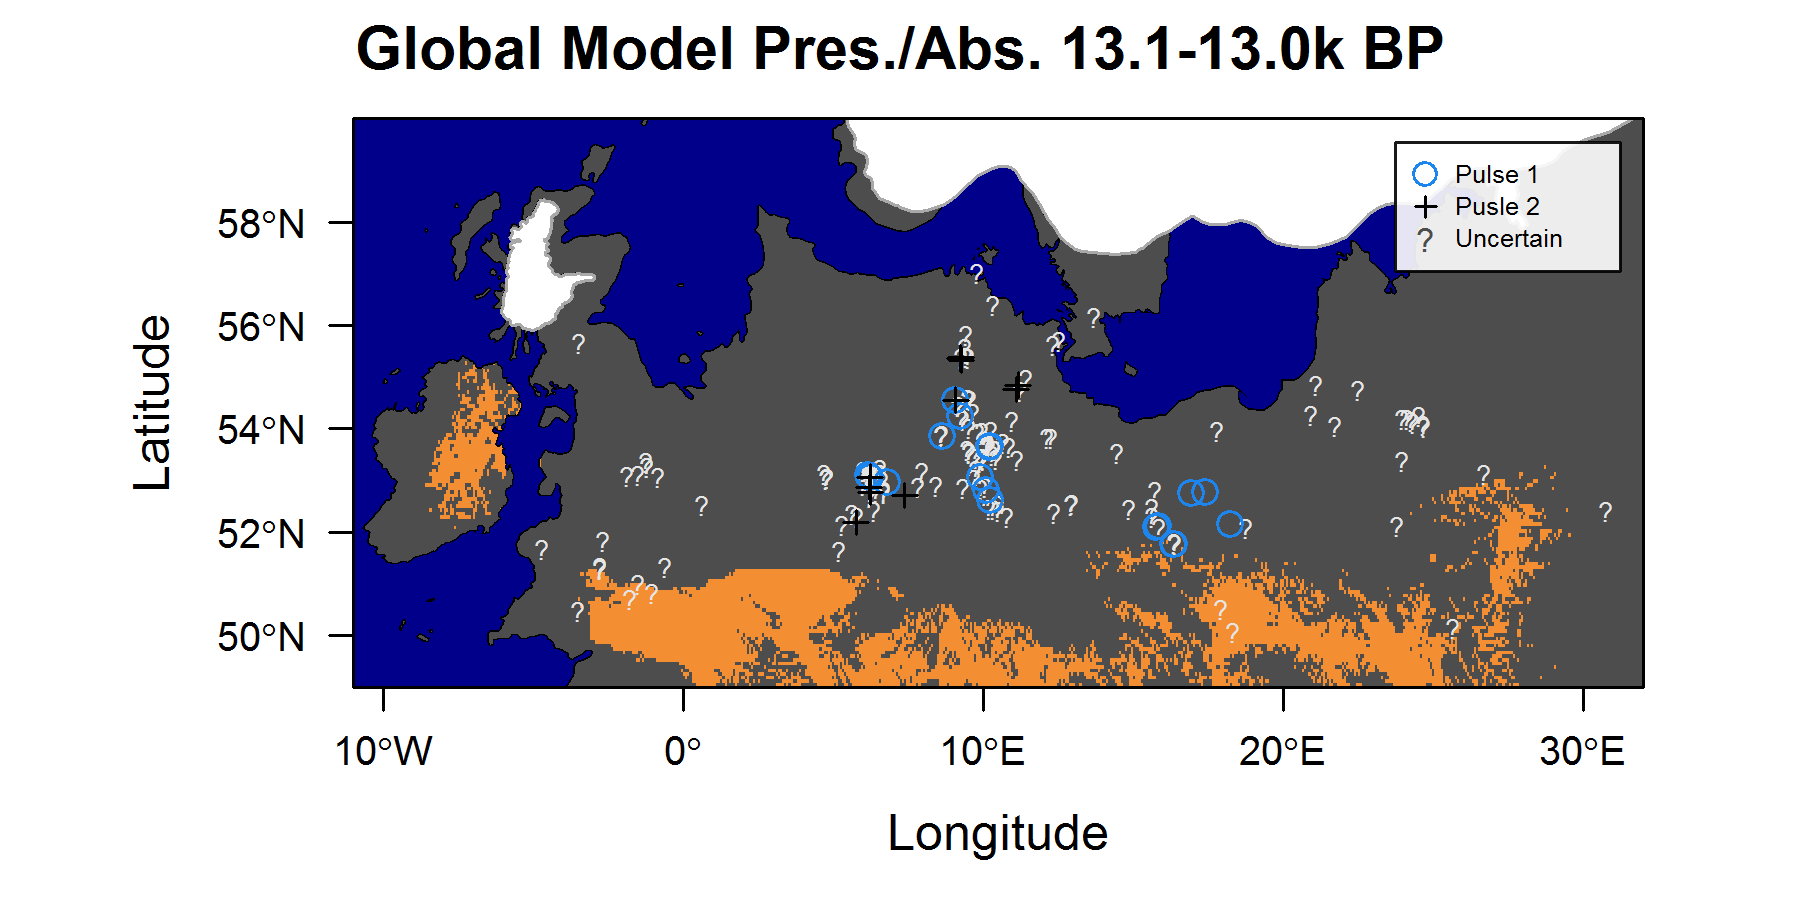 Global Model Pres./Abs. 13.1-13.0k BP
Pulse 1
Pusle 2
? Uncertain
58°N
56°N
54°N
52°N
50°N
Latitude
10°W 0° 10°E 20°E 30°E
Longitude